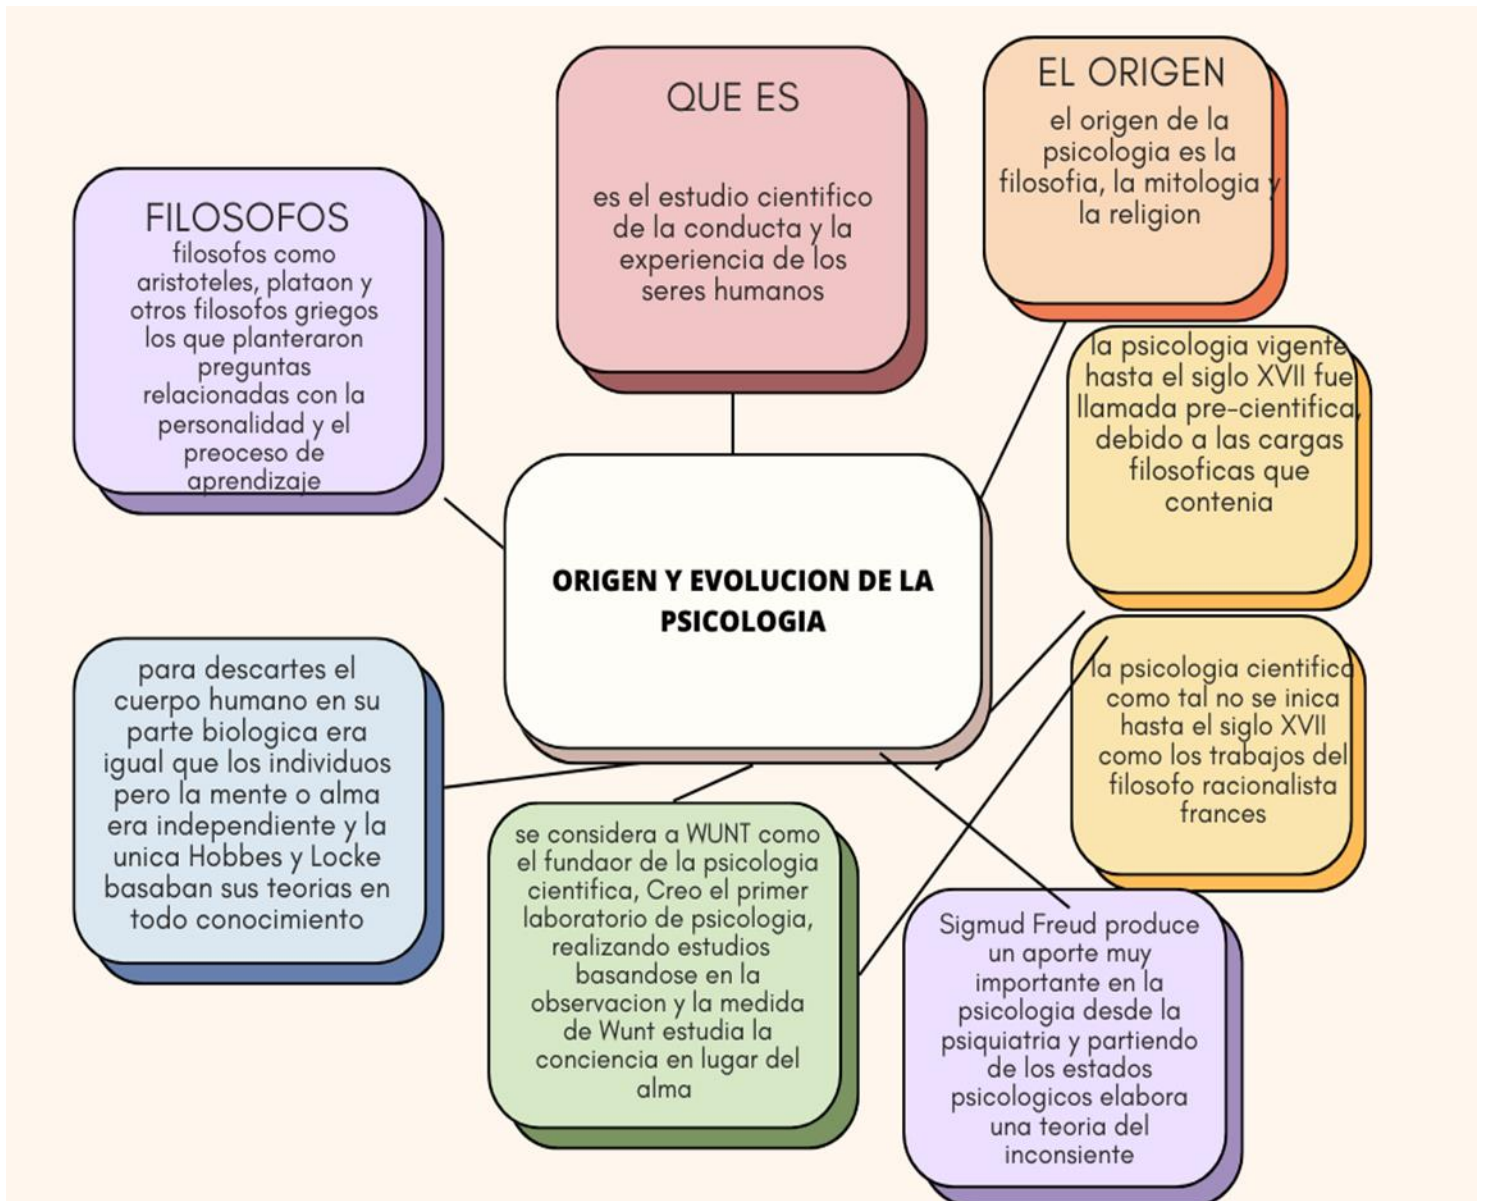 QUE ES
es el estudio cientifico
de la conducta y la
experiencia de los
seres humanos
EL ORIGEN
el origen de la
psicologia es la
filosofia, la mitologia y
la religion
FILOSOFOS
filosofos como
aristoteles, plataon y
otros filosofos griegos
los que planteraron
preguntas
relacionadas con la
personalidad y el
preoceso de
aprendizaje
la psicologia vigente
hasta el siglo XVII fue
llamada pre-cientifica,
debido a las cargas
filosoficas que
contenia
ORIGEN Y EVOLUCION DE LA
PSICOLOGIA
para descartes el
cuerpo humano en su
parte biologica era
igual que los individuos
pero la mente o alma
era independiente y la
unica Hobbes y Locke
basaban sus teorias en
todo conocimiento
la psicologia cientifica
como tal no se inica
hasta el siglo XVII
como los trabajos del
filosofo racionalista
frances
se considera a WUNT como
el fundaor de la psicologia
cientifica, Creo el primer
laboratorio de psicologia,
realizando estudios
basandose en la
observacion y la medida
de Wunt estudia la
conciencia en lugar del
alma
Sigmud Freud produce
un aporte muy
importante en la
psicologia desde la
psiquiatria y partiendo
de los estados
psicologicos elabora
una teoria del
inconsiente